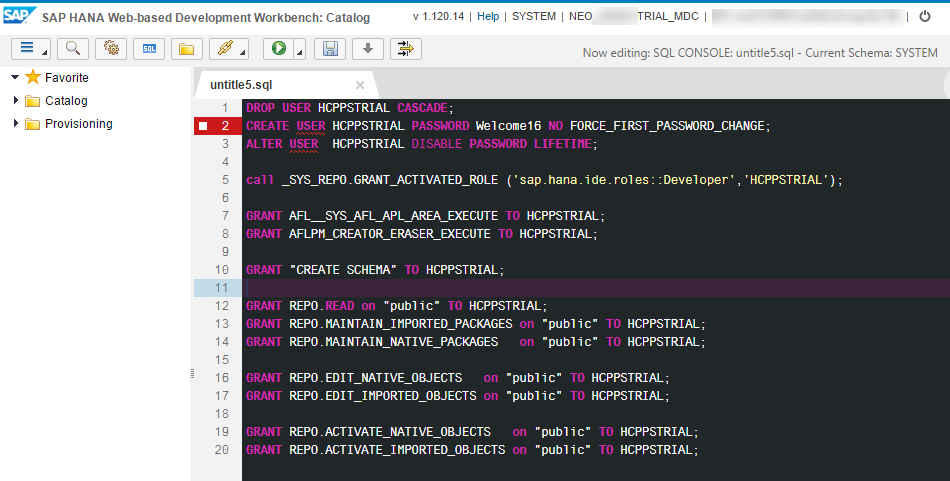 SAP SAP HANA Web-based Development Workbench: Catalog v 1.120.14 | Help | SYSTEM | NEO_ TRIAL_MDC |
SQL
Now editing: SQL CONSOLE: untitle5.sql - Current Schema: SYSTEM
Favorite
Catalog
Provisioning
untitle5.sql
1 DROP USER HCPPSTRIAL CASCADE;
2 CREATE USER HCPPSTRIAL PASSWORD Welcome16 NO FORCE_FIRST_PASSWORD_CHANGE;
3 ALTER USER  HCPPSTRIAL DISABLE PASSWORD LIFETIME;
4
5 call _SYS_REPO.GRANT_ACTIVATED_ROLE ('sap.hana.ide.roles::Developer','HCPPSTRIAL');
6
7 GRANT AFL__SYS_AFL_APL_AREA_EXECUTE TO HCPPSTRIAL;
8 GRANT AFLPM_CREATOR_ERASER_EXECUTE TO HCPPSTRIAL;
9
10 GRANT "CREATE SCHEMA" TO HCPPSTRIAL;
11
12 GRANT REPO.READ on "public" TO HCPPSTRIAL;
13 GRANT REPO.MAINTAIN_IMPORTED_PACKAGES on "public" TO HCPPSTRIAL;
14 GRANT REPO.MAINTAIN_NATIVE_PACKAGES   on "public" TO HCPPSTRIAL;
15
16 GRANT REPO.EDIT_NATIVE_OBJECTS   on "public" TO HCPPSTRIAL;
17 GRANT REPO.EDIT_IMPORTED_OBJECTS on "public" TO HCPPSTRIAL;
18
19 GRANT REPO.ACTIVATE_NATIVE_OBJECTS   on "public" TO HCPPSTRIAL;
20 GRANT REPO.ACTIVATE_IMPORTED_OBJECTS on "public" TO HCPPSTRIAL;